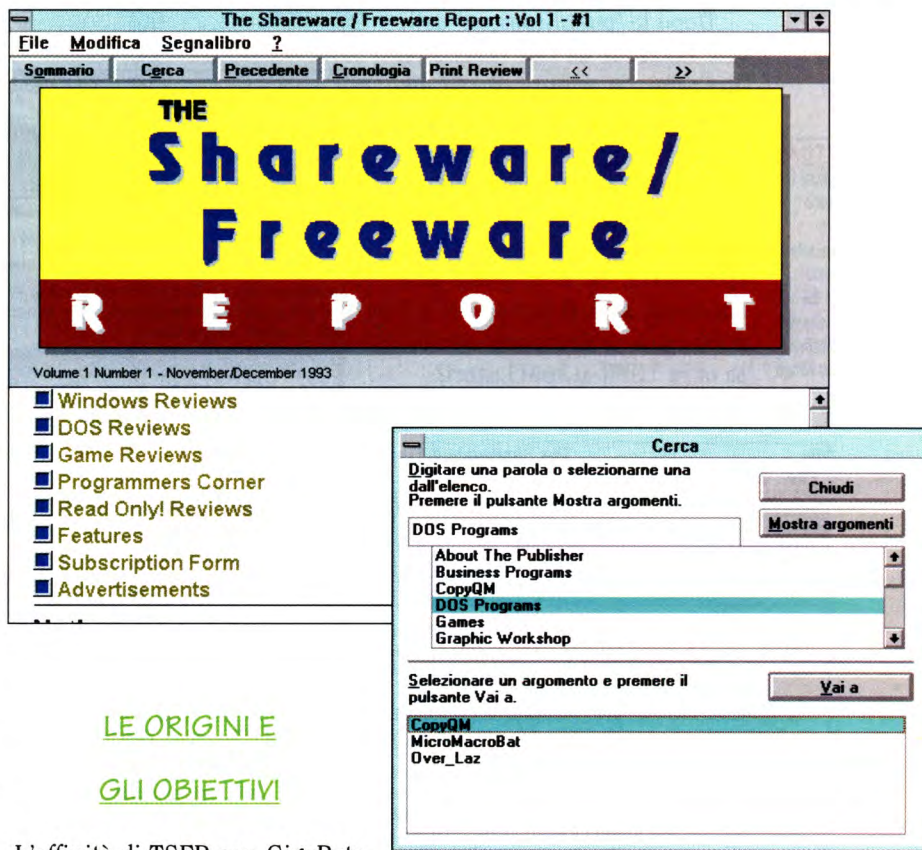 The Shareware / Freeware Report : Vol 1 - #1
File Modifica Segnalibro ?
Sommario Cerca Precedente Cronologia Print Review << >>
THE
Shareware/
Freeware
REPORT
Volume 1 Number 1 - November/December 1993
Windows Reviews
DOS Reviews
Game Reviews
Programmers Corner
Read Only! Reviews
Features
Subscription Form
Advertisements
Cerca
Digitare una parola o selezionarne una
dall'elenco.
Premere il pulsante Mostra argomenti.
Chiudi
Mostra argomenti
DOS Programs
About The Publisher
Business Programs
CopyQM
DOS Programs
Games
Graphic Workshop
Selezionare un argomento e premere il
pulsante Vai a.
Vai a
CopyQM
MicroMacroBat
Over_Laz
LE ORIGINI E
GLI OBIETTIVI